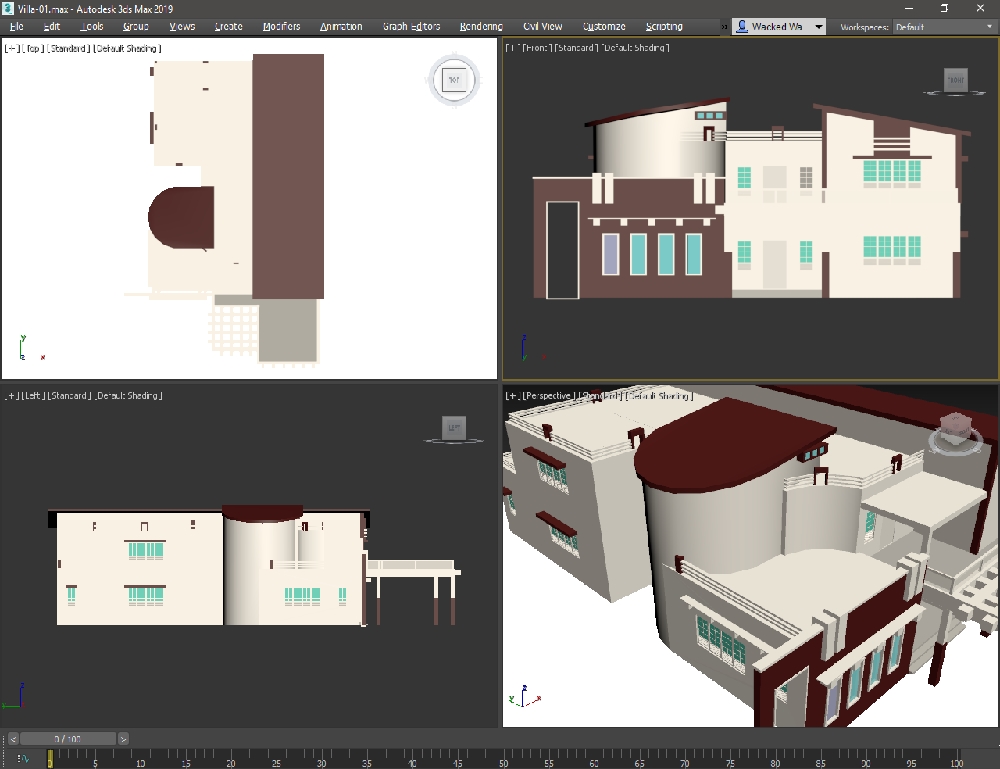 Villa-01.max - Autodesk 3ds Max 2019
File Edit Tools Group Views Create Modifiers Animation Graph Editors Rendering Civil View Customize Scripting » Wacked Wa Workspaces: Default
[+] [Top] [Standard] [Default Shading]
TOP
[+] [Front] [Standard] [Default Shading]
FRONT
y
z x
z
[+] [Left] [Standard] [Default Shading]
LEFT
[+] [Perspective] [Standard] [Default Shading]
z
z
y x
< 0 / 100 >
0 5 10 15 20 25 30 35 40 45 50 55 60 65 70 75 80 85 90 95 100